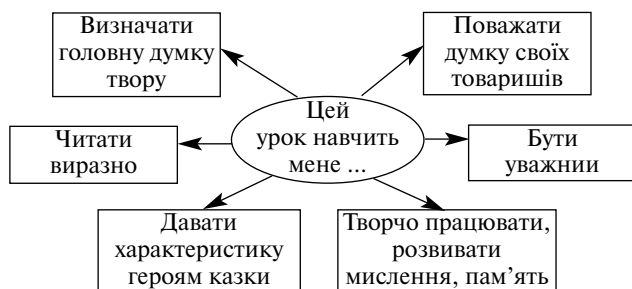 Визначати
головну думку
твору
Поважати
думку своїх
товаришів
Цей
урок навчить
мене ...
Читати
виразно
Бути
уважнии
Давати
характеристику
героям казки
Творчо працювати,
розвивати
мислення, пам’ять